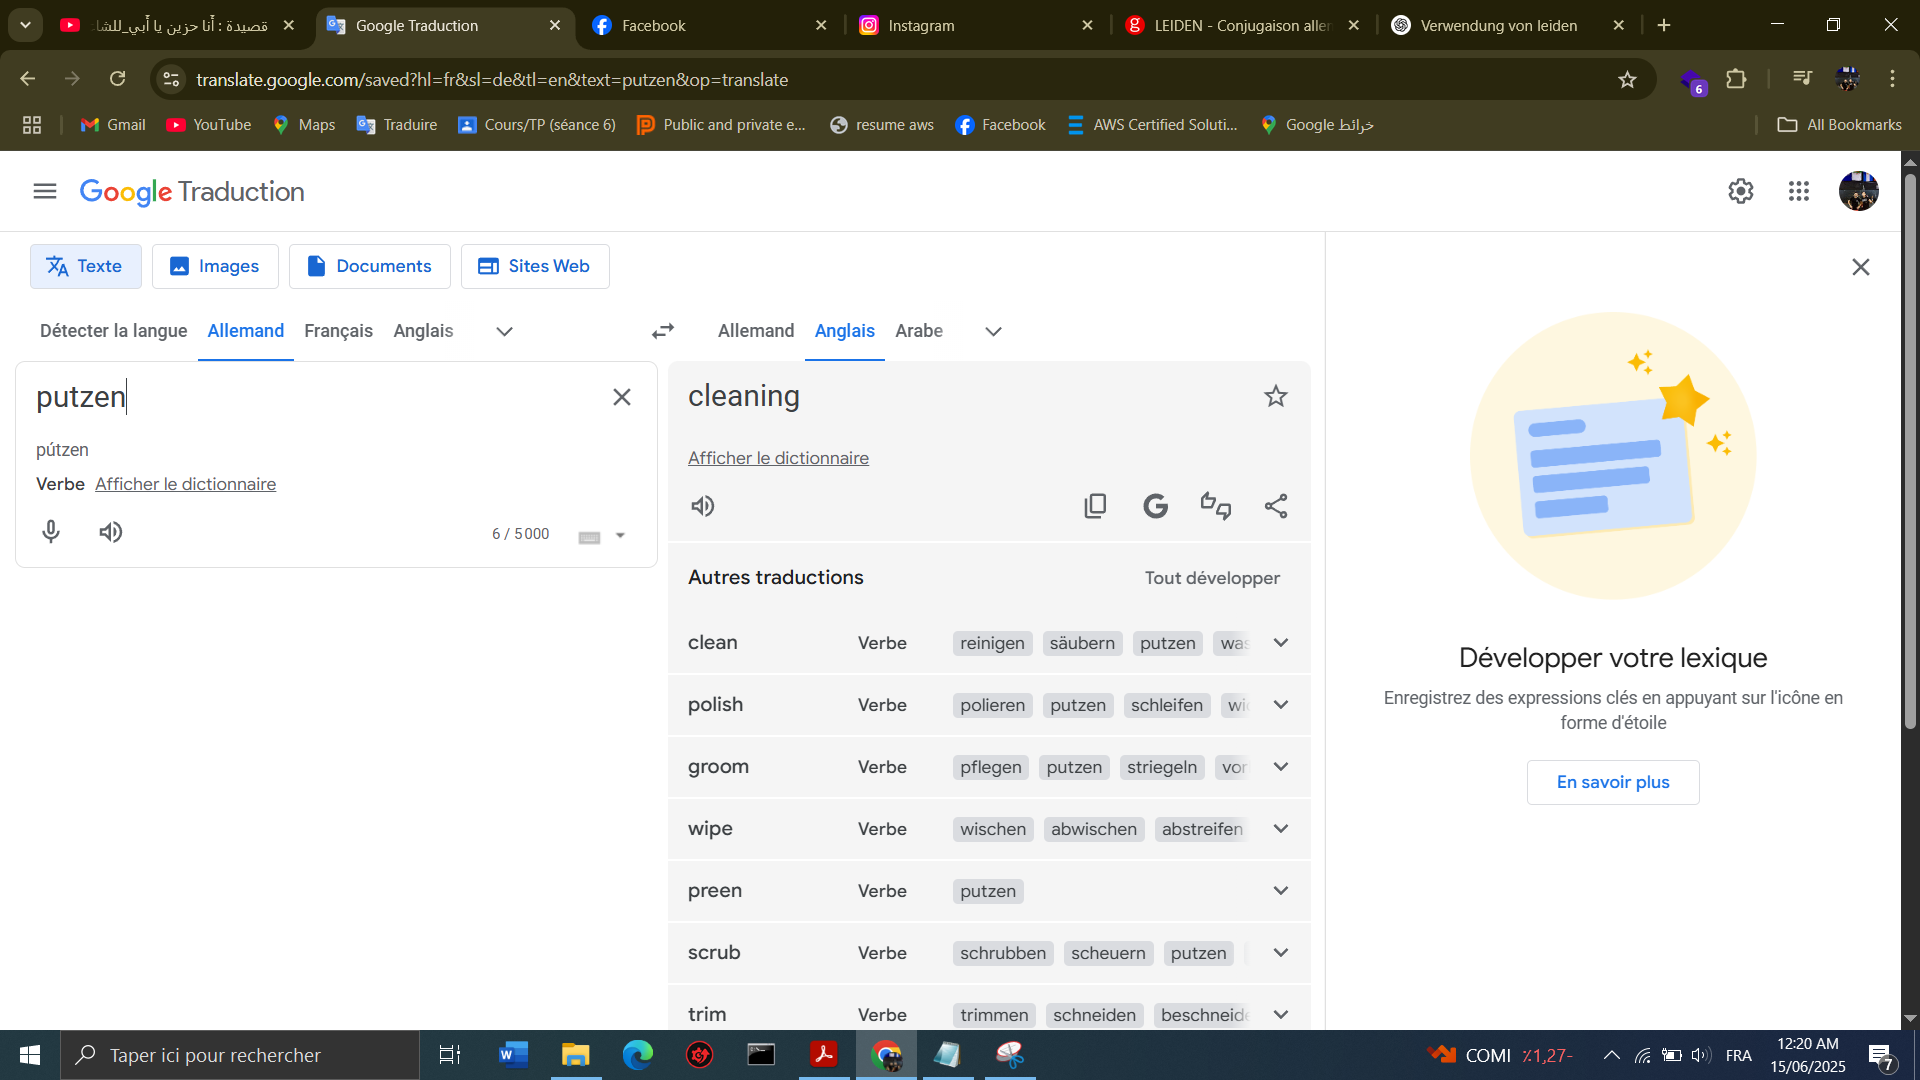 قصيدة : أنا حزين يا أبي_للشا
Google Traduction
Facebook
Instagram
LEIDEN - Conjugaison aller
Verwendung von leiden
translate.google.com/saved?hl=fr&sl=de&tl=en&text=putzen&op=translate
6
Gmail
YouTube
Maps
Traduire
Cours/TP (séance 6)
Public and private e...
resume aws
Facebook
AWS Certified Soluti...
خرائط Google
All Bookmarks
Google Traduction
Texte
Images
Documents
Sites Web
Détecter la langue
Allemand
Français
Anglais
Allemand
Anglais
Arabe
putzen
pútzen
Verbe Afficher le dictionnaire
6 / 5 000
cleaning
Afficher le dictionnaire
Autres traductions
Tout développer
clean Verbe reinigen säubern putzen was
polish Verbe polieren putzen schleifen wic
groom Verbe pflegen putzen striegeln vor
wipe Verbe wischen abwischen abstreifen
preen Verbe putzen
scrub Verbe schrubben scheuern putzen
trim Verbe trimmen schneiden beschneide
Développer votre lexique
Enregistrez des expressions clés en appuyant sur l'icône en
forme d'étoile
En savoir plus
Taper ici pour rechercher
COMI ٪1,27-
FRA
12:20 AM
15/06/2025
7